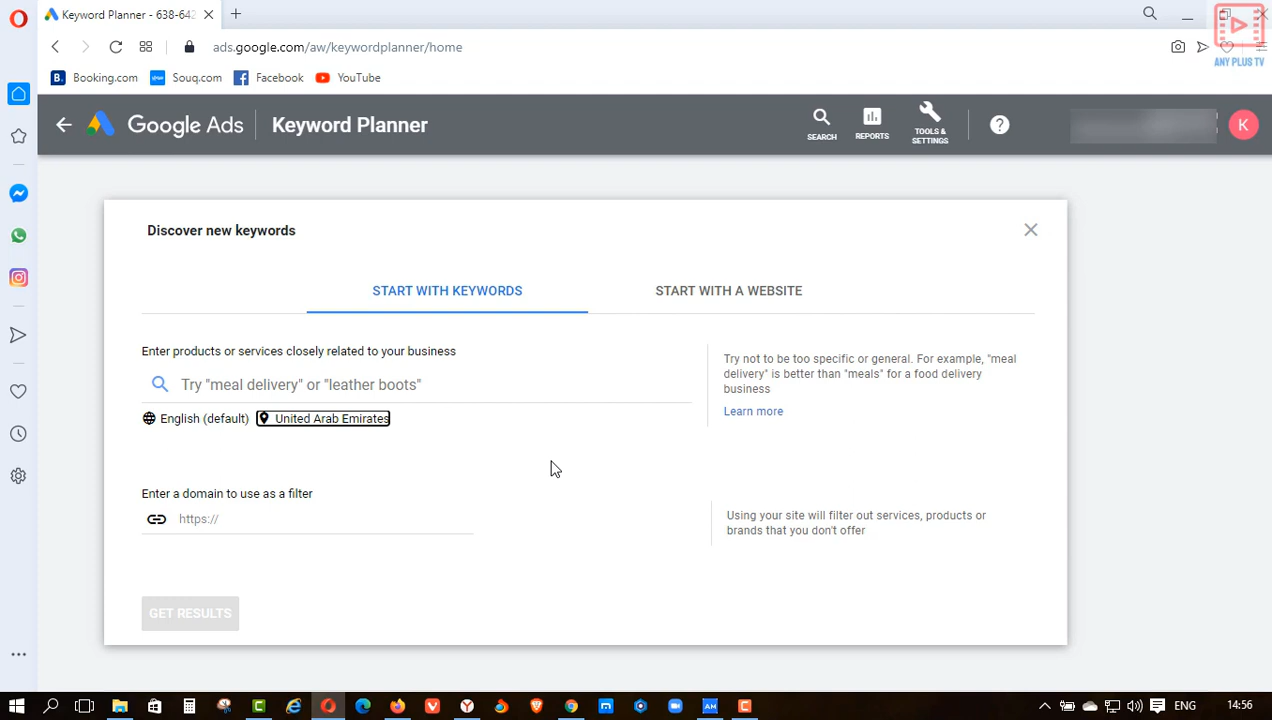 Keyword Planner - 638-642
ads.google.com/aw/keywordplanner/home
ANY PLUS TV
B.
Booking.com
Souq.com
Facebook
YouTube
Google Ads
Keyword Planner
SEARCH
REPORTS
TOOLS &
SETTINGS
?
K
Discover new keywords
START WITH KEYWORDS
START WITH A WEBSITE
Enter products or services closely related to your business
Try "meal delivery" or "leather boots"
English (default)
United Arab Emirates
Try not to be too specific or general. For example, "meal
delivery" is better than "meals" for a food delivery
business
Learn more
Enter a domain to use as a filter
https://
Using your site will filter out services, products or
brands that you don't offer
GET RESULTS
AM
ENG
14:56